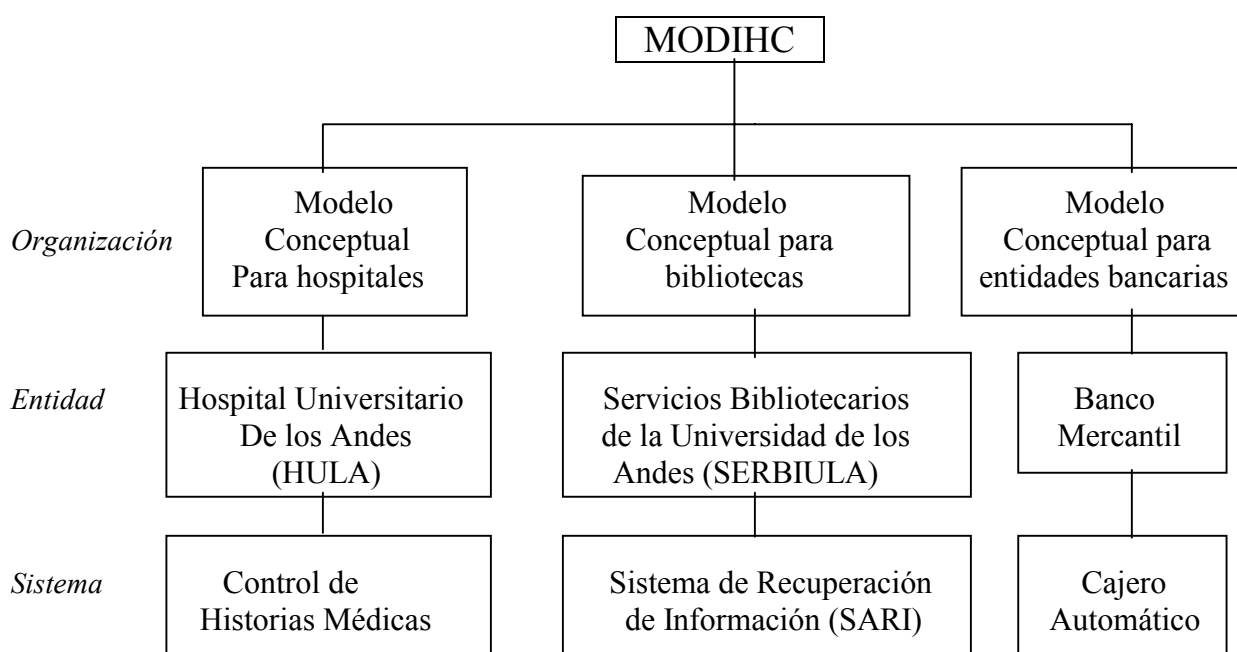 MODIHC
Organización
Modelo
Conceptual
Para hospitales
Modelo
Conceptual para
bibliotecas
Modelo
Conceptual para
entidades bancarias
Entidad
Hospital Universitario
De los Andes
(HULA)
Servicios Bibliotecarios
de la Universidad de los
Andes (SERBIULA)
Banco
Mercantil
Sistema
Control de
Historias Médicas
Sistema de Recuperación
de Información (SARI)
Cajero
Automático